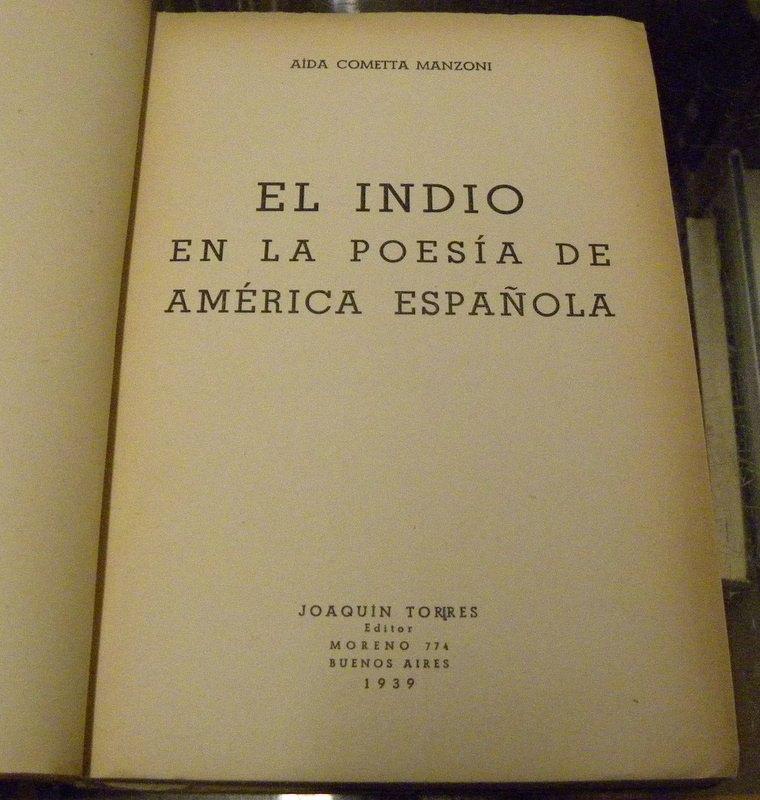 AÍDA COMETTA MANZONI
EL INDIO
EN LA POESÍA DE
AMÉRICA ESPAÑOLA
JOAQUÍN TORRES
Editor
MORENO 774
BUENOS AIRES
1939